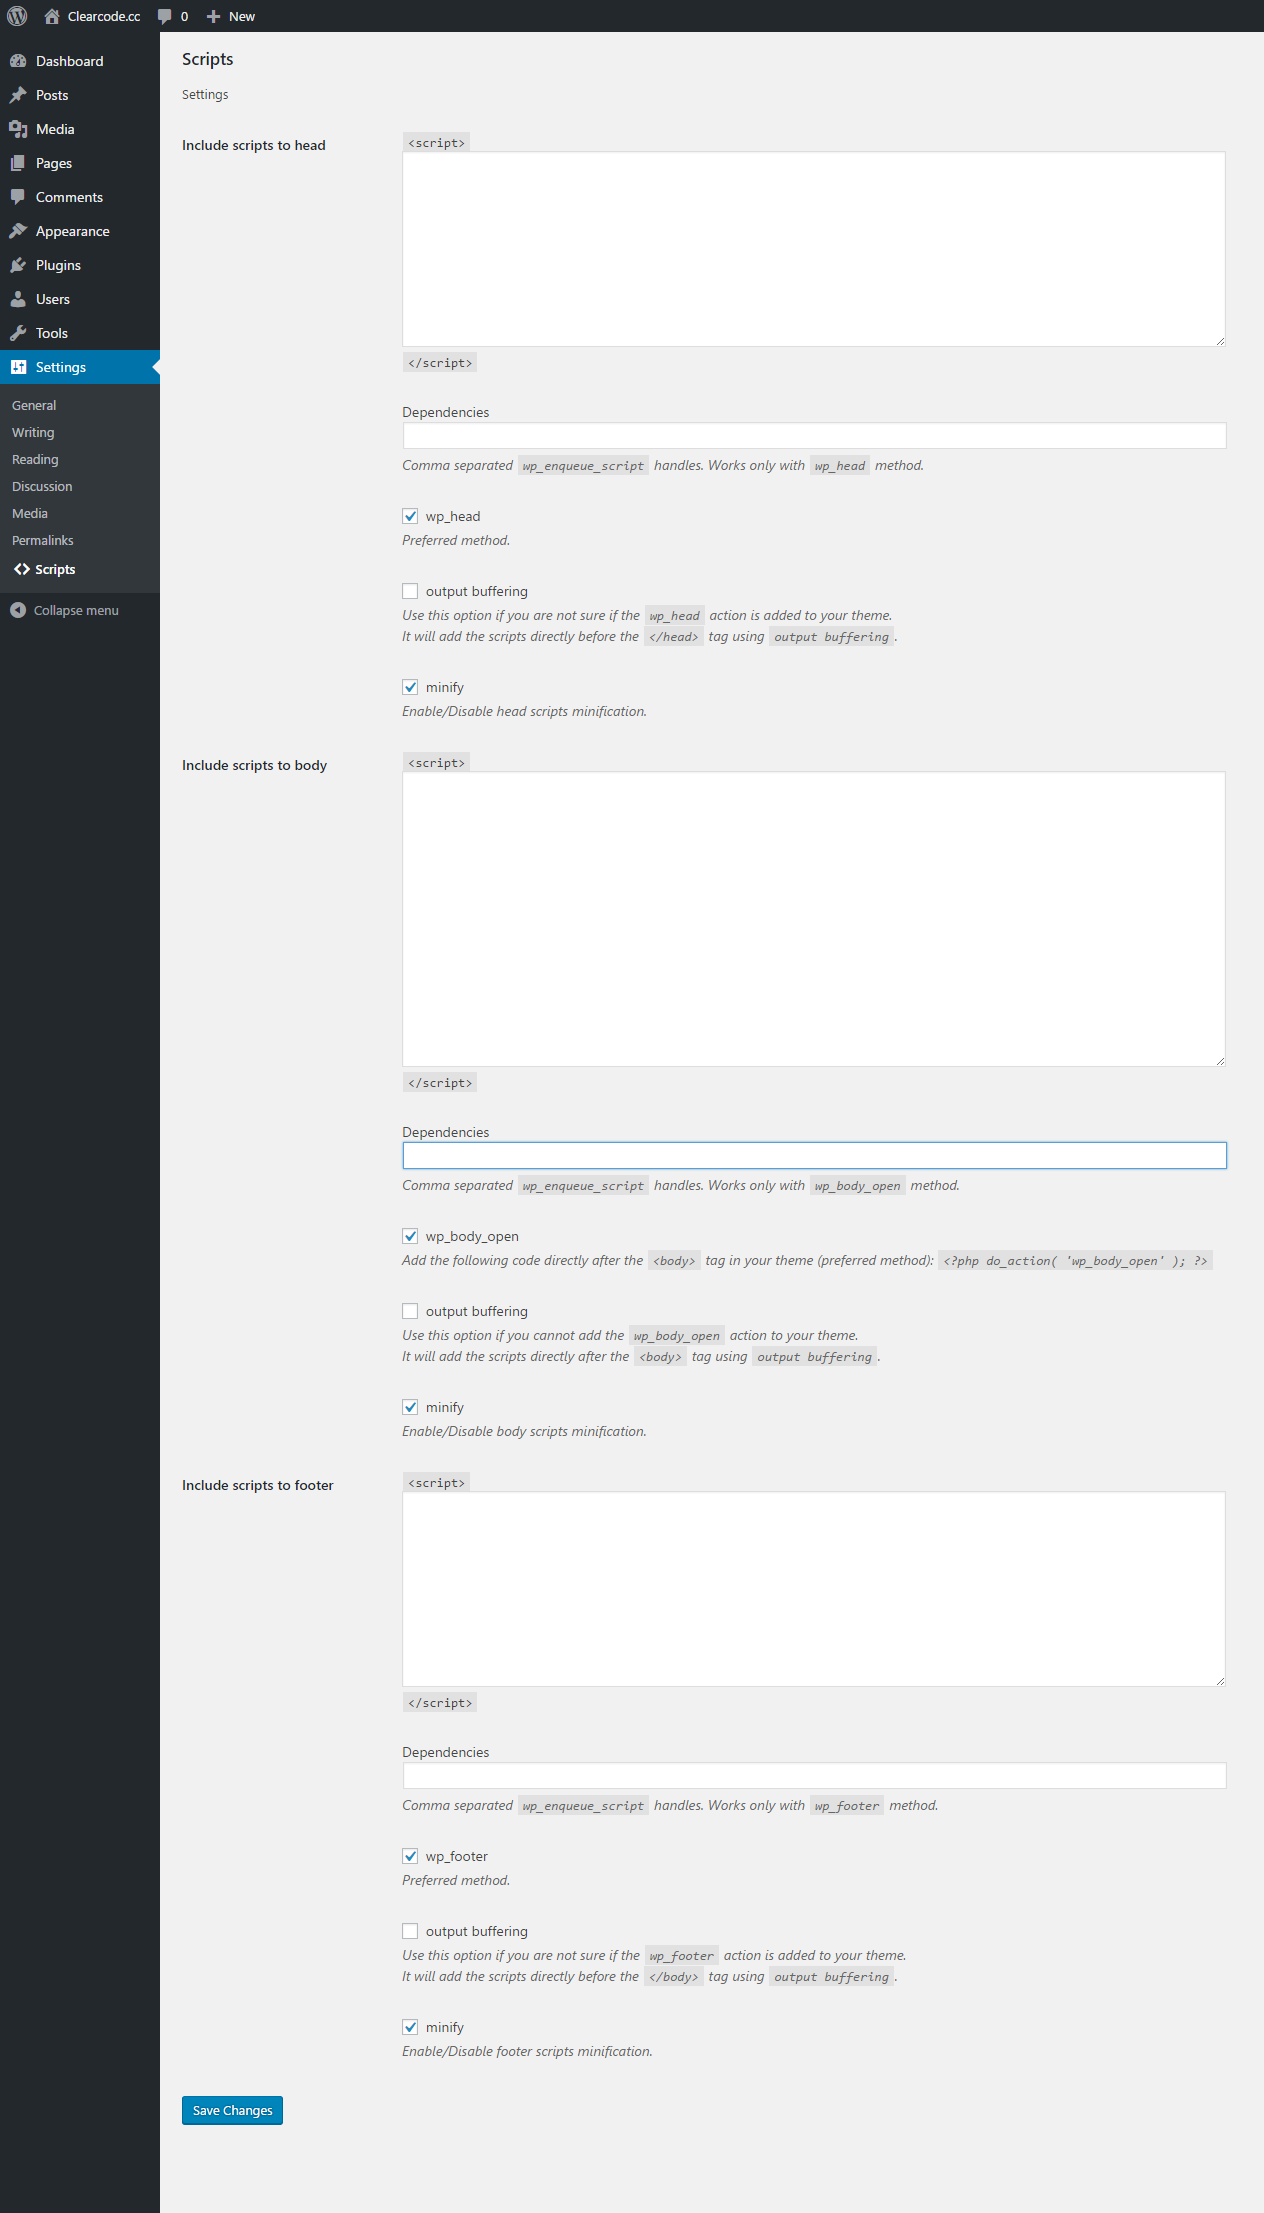 Clearcode.cc 0 New
Dashboard
Posts
Media
Pages
Comments
Appearance
Plugins
Users
Tools
Settings
General
Writing
Reading
Discussion
Media
Permalinks
Scripts
Collapse menu
Scripts
Settings
Include scripts to head
<script>
</script>
Dependencies
Comma separated wp_enqueue_script handles. Works only with wp_head method.
wp_head
Preferred method.
output buffering
Use this option if you are not sure if the wp_head action is added to your theme.
It will add the scripts directly before the </head> tag using output buffering.
minify
Enable/Disable head scripts minification.
Include scripts to body
<script>
</script>
Dependencies
Comma separated wp_enqueue_script handles. Works only with wp_body_open method.
wp_body_open
Add the following code directly after the <body> tag in your theme (preferred method): <?php do_action( 'wp_body_open' ); ?>
output buffering
Use this option if you cannot add the wp_body_open action to your theme.
It will add the scripts directly after the <body> tag using output buffering.
minify
Enable/Disable body scripts minification.
Include scripts to footer
<script>
</script>
Dependencies
Comma separated wp_enqueue_script handles. Works only with wp_footer method.
wp_footer
Preferred method.
output buffering
Use this option if you are not sure if the wp_footer action is added to your theme.
It will add the scripts directly before the </body> tag using output buffering.
minify
Enable/Disable footer scripts minification.
Save Changes